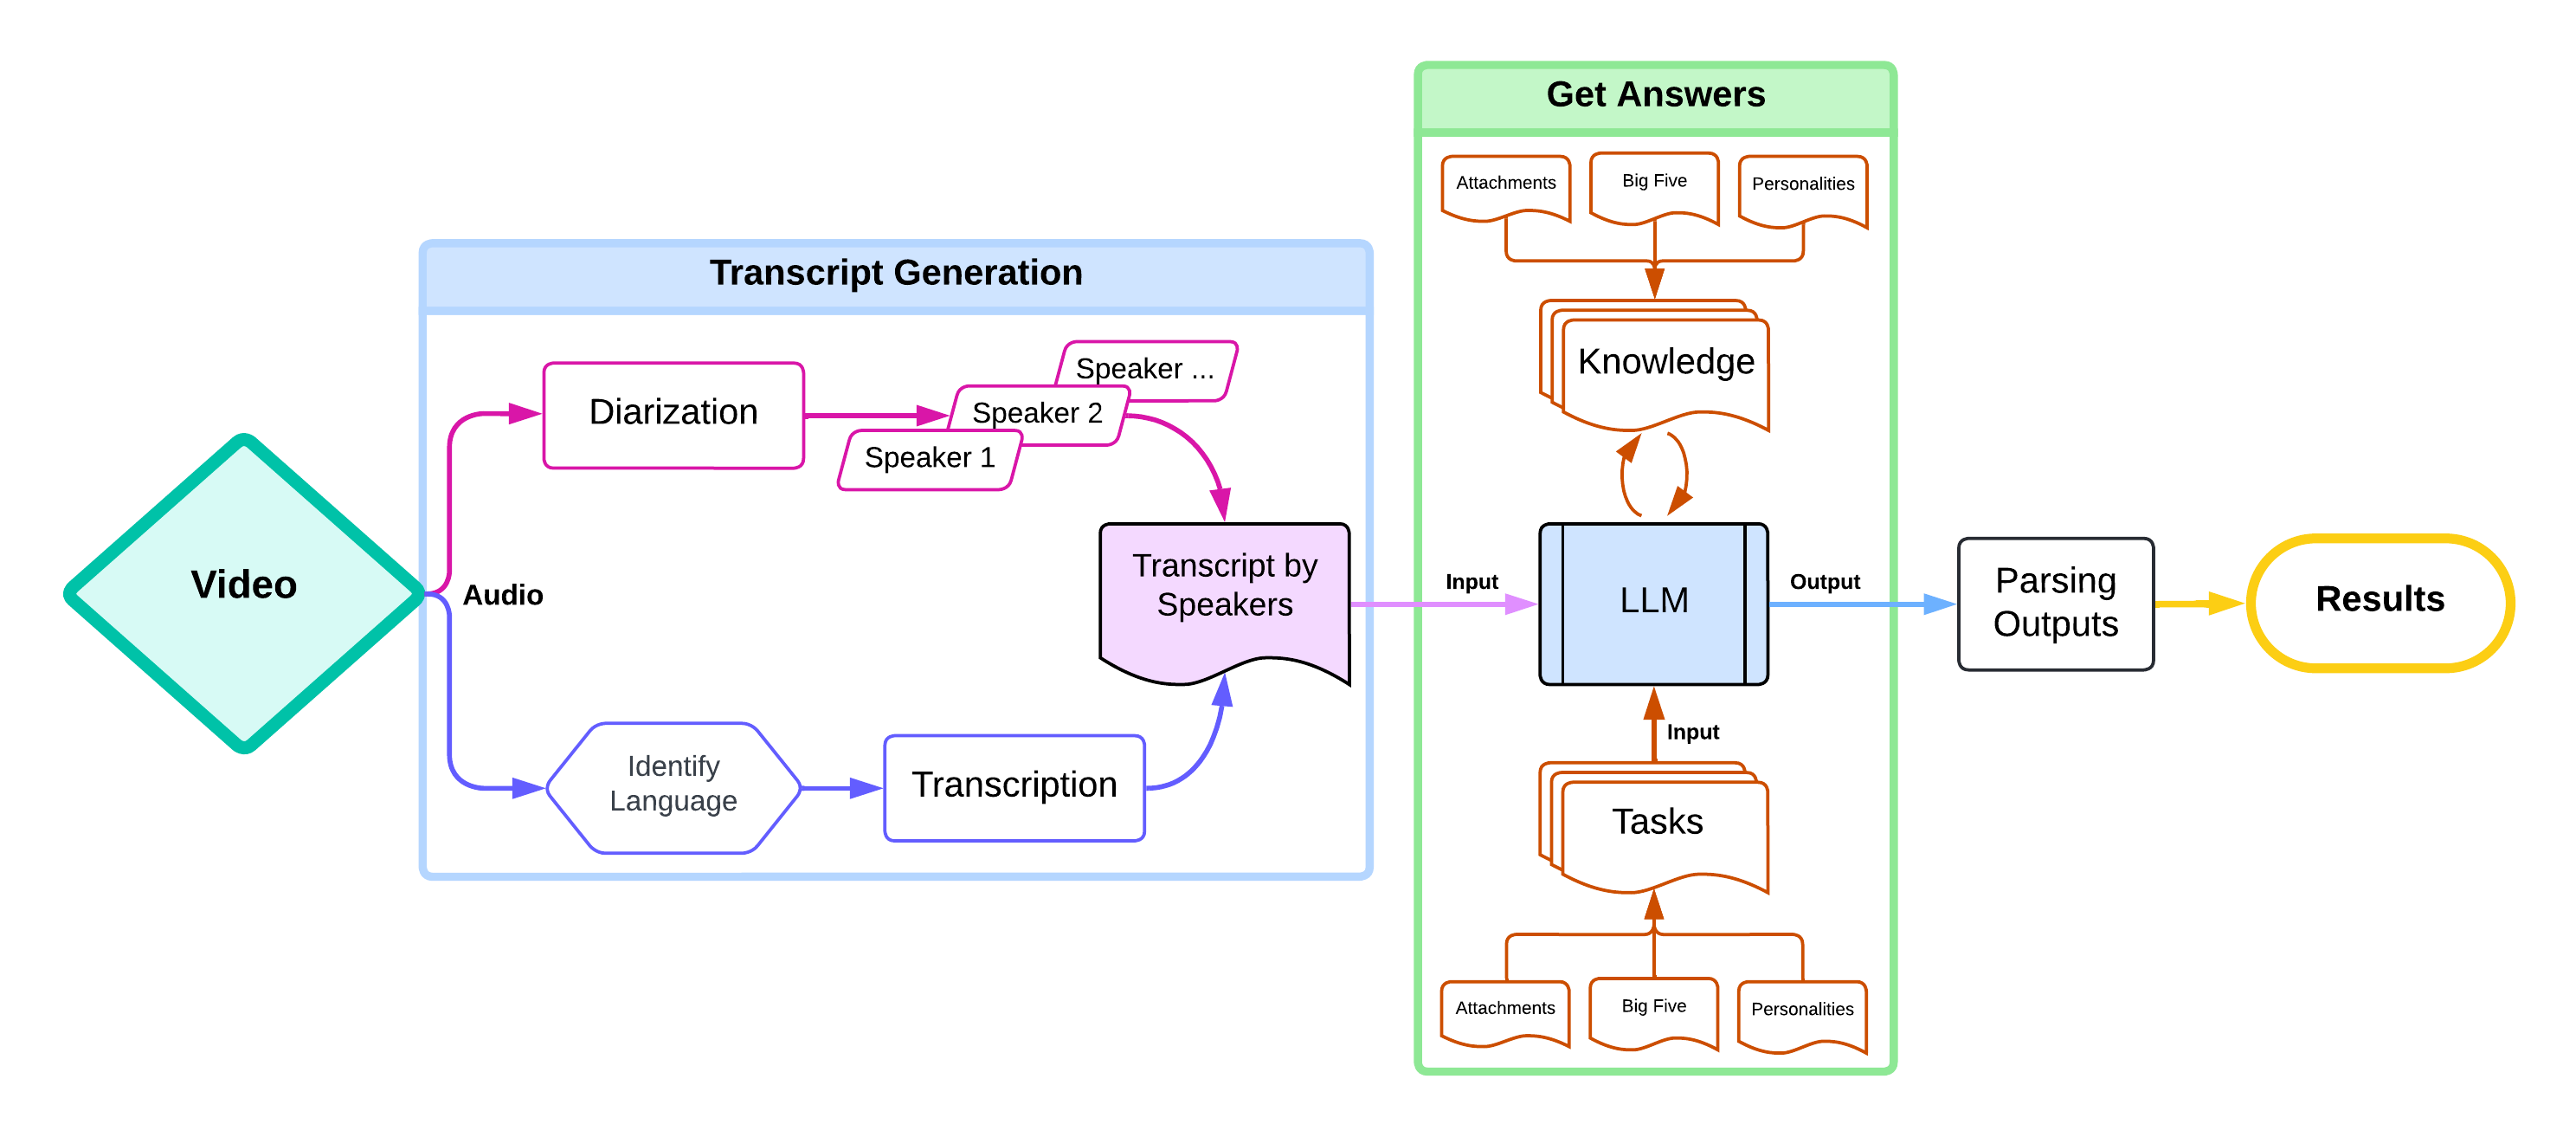 Video
Audio
Transcript Generation
Diarization
Speaker ...
Speaker 2
Speaker 1
Transcript by
Speakers
Identify
Language
Transcription
Get Answers
Attachments
Big Five
Personalities
Knowledge
Input
LLM
Output
Input
Tasks
Attachments
Big Five
Personalities
Parsing
Outputs
Results